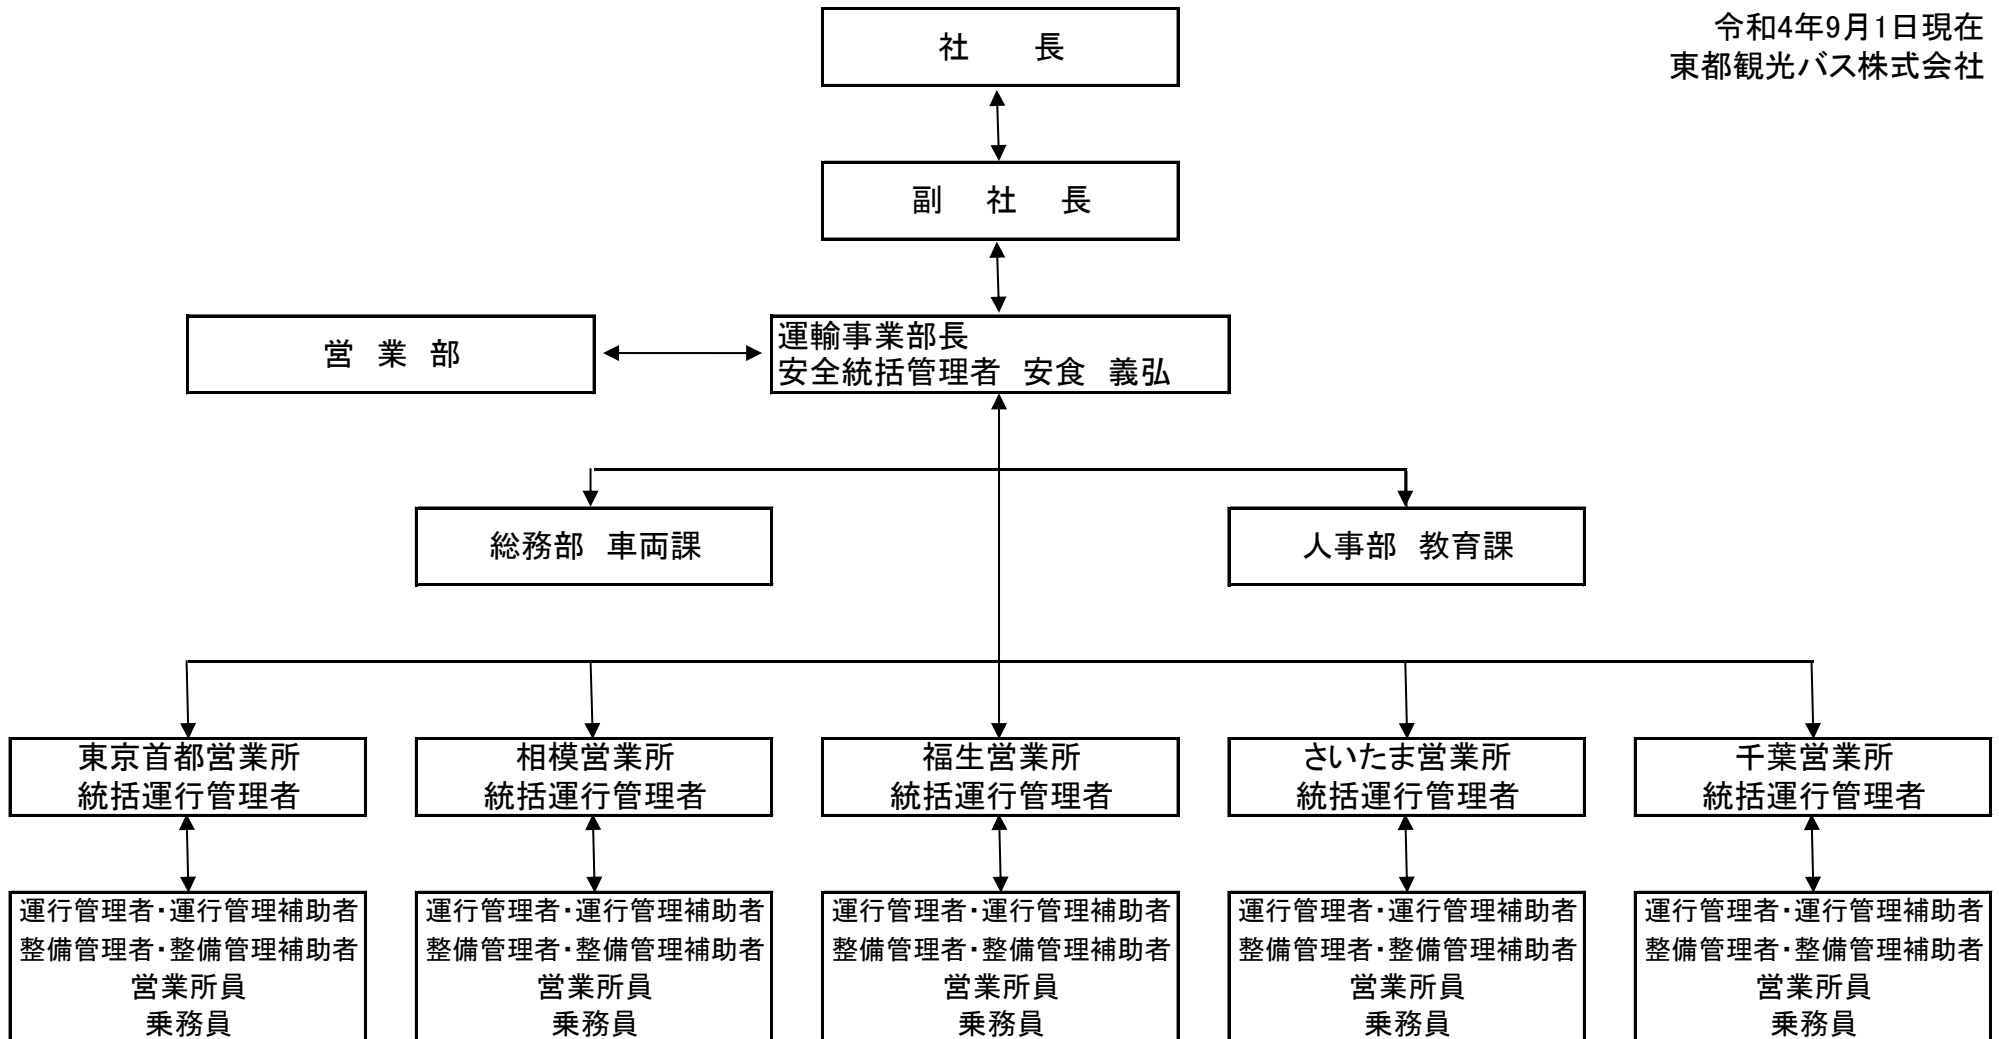 令和4年9月1日現在
東都観光バス株式会社
社　長
副　社　長
営　業　部
運輸事業部長
安全統括管理者　安食　義弘
総務部　車両課
人事部　教育課
東京首都営業所
統括運行管理者
相模営業所
統括運行管理者
福生営業所
統括運行管理者
さいたま営業所
統括運行管理者
千葉営業所
統括運行管理者
運行管理者・運行管理補助者
整備管理者・整備管理補助者
営業所員
乗務員
運行管理者・運行管理補助者
整備管理者・整備管理補助者
営業所員
乗務員
運行管理者・運行管理補助者
整備管理者・整備管理補助者
営業所員
乗務員
運行管理者・運行管理補助者
整備管理者・整備管理補助者
営業所員
乗務員
運行管理者・運行管理補助者
整備管理者・整備管理補助者
営業所員
乗務員